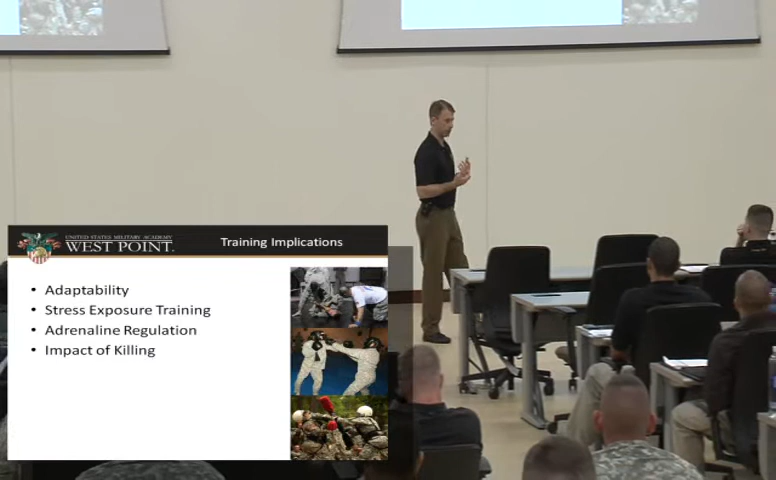 UNITED STATES MILITARY ACADEMY
WEST POINT.
Training Implications
• Adaptability
• Stress Exposure Training
• Adrenaline Regulation
• Impact of Killing